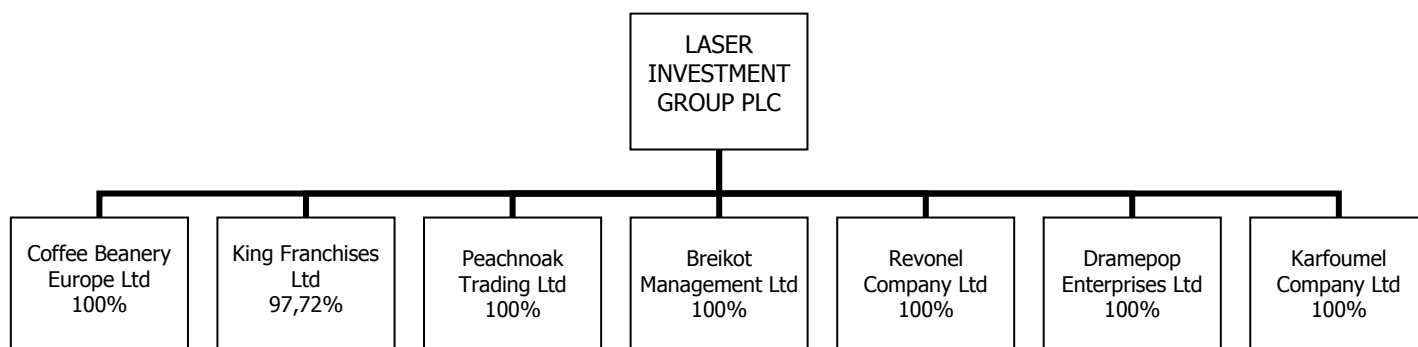 LASER
INVESTMENT
GROUP PLC
Coffee Beanery
Europe Ltd
100%
King Franchises
Ltd
97,72%
Peachnoak
Trading Ltd
100%
Breikot
Management Ltd
100%
Revonel
Company Ltd
100%
Dramepop
Enterprises Ltd
100%
Karfoumel
Company Ltd
100%